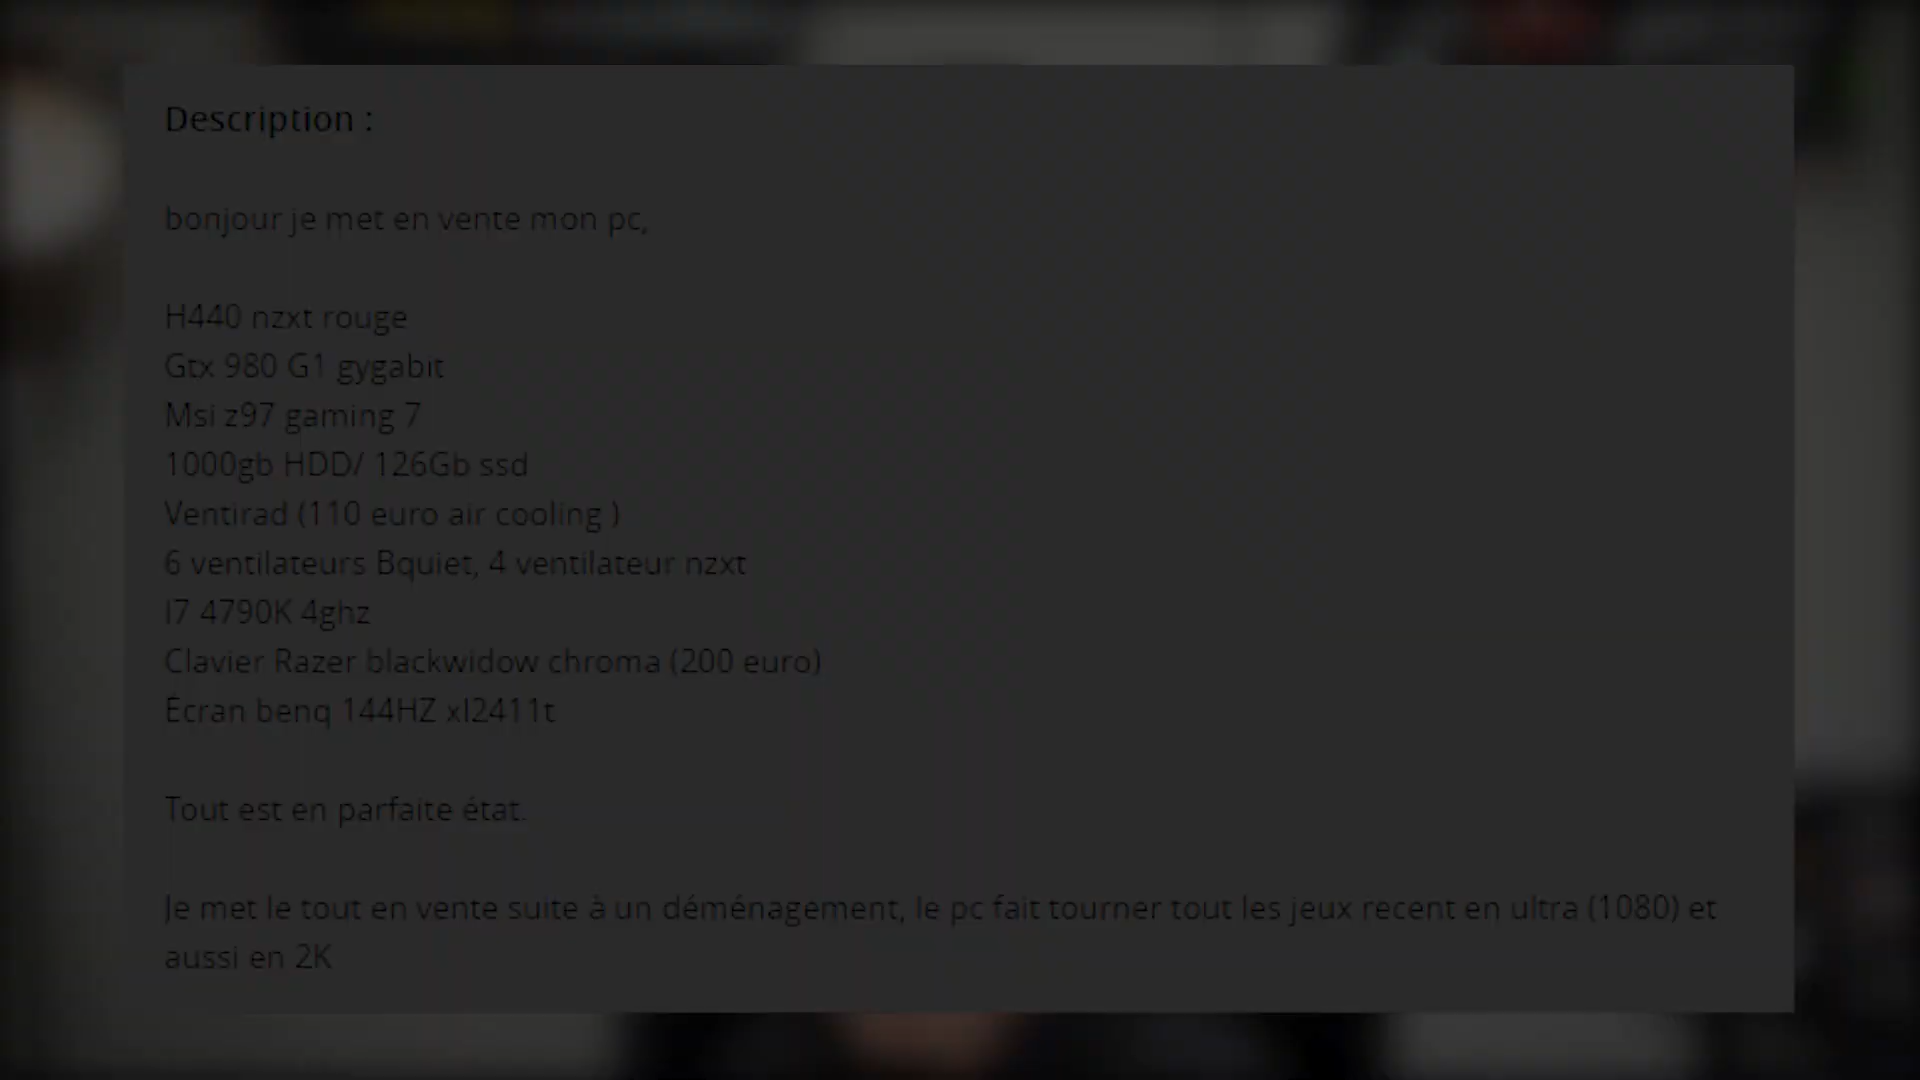 Description :
bonjour je met en vente mon pc,
H440 nzxt rouge
Gtx 980 G1 gygabit
Msi z97 gaming 7
1000gb HDD/ 126Gb ssd
Ventirad (110 euro air cooling )
6 ventilateurs Bquiet, 4 ventilateur nzxt
I7 4790K 4ghz
Clavier Razer blackwidow chroma (200 euro)
Écran benq 144HZ xl2411t
Tout est en parfaite état.
Je met le tout en vente suite à un déménagement, le pc fait tourner tout les jeux recent en ultra (1080) et
aussi en 2K